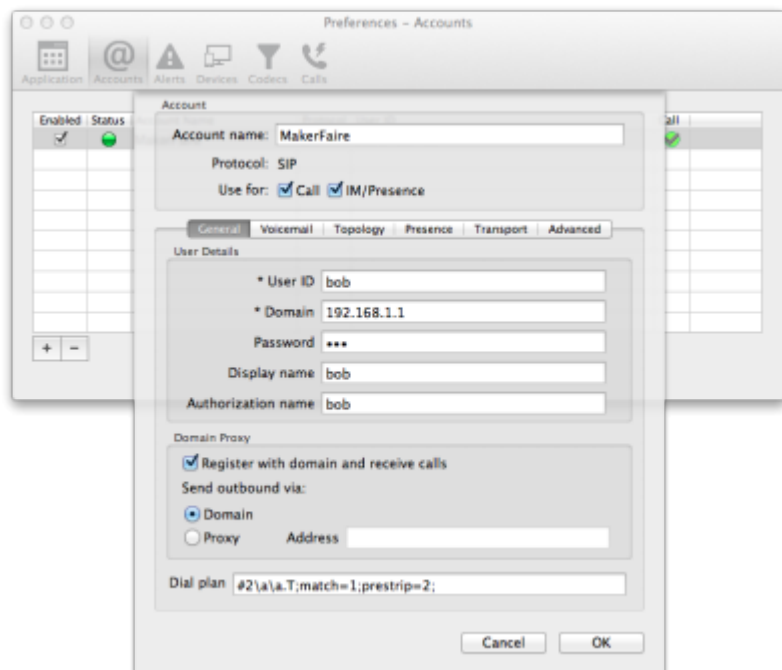 Preferences – Accounts
Application Accounts Alerts Devices Codecs Calls
Enabled Status
Account
Account name: MakerFaire
Protocol: SIP
Use for: Call IM/Presence
General Voicemail Topology Presence Transport Advanced
User Details
* User ID bob
* Domain 192.168.1.1
Password •••
Display name bob
Authorization name bob
+ −
Domain Proxy
Register with domain and receive calls
Send outbound via:
Domain
Proxy Address
Dial plan #2\a\a.T;match=1;prestrip=2;
Cancel OK